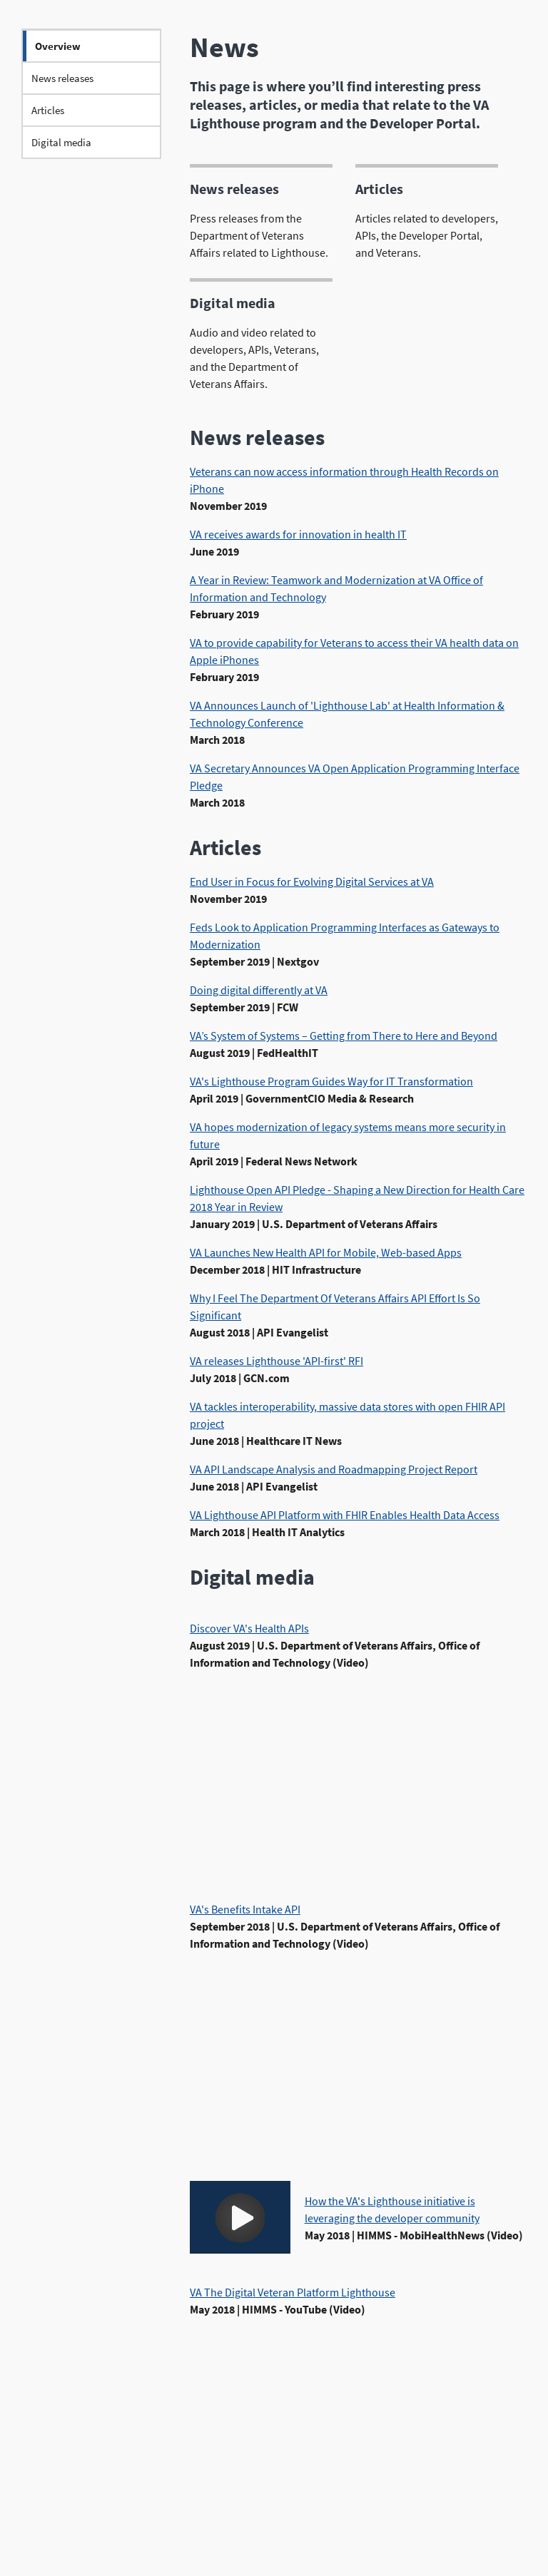 Overview
News releases
Articles
Digital media
News
This page is where you’ll find interesting press
releases, articles, or media that relate to the VA
Lighthouse program and the Developer Portal.
News releases
Press releases from the
Department of Veterans
Affairs related to Lighthouse.
Articles
Articles related to developers,
APIs, the Developer Portal,
and Veterans.
Digital media
Audio and video related to
developers, APIs, Veterans,
and the Department of
Veterans Affairs.
News releases
Veterans can now access information through Health Records on
iPhone
November 2019
VA receives awards for innovation in health IT
June 2019
A Year in Review: Teamwork and Modernization at VA Office of
Information and Technology
February 2019
VA to provide capability for Veterans to access their VA health data on
Apple iPhones
February 2019
VA Announces Launch of 'Lighthouse Lab' at Health Information &
Technology Conference
March 2018
VA Secretary Announces VA Open Application Programming Interface
Pledge
March 2018
Articles
End User in Focus for Evolving Digital Services at VA
November 2019
Feds Look to Application Programming Interfaces as Gateways to
Modernization
September 2019 | Nextgov
Doing digital differently at VA
September 2019 | FCW
VA’s System of Systems – Getting from There to Here and Beyond
August 2019 | FedHealthIT
VA's Lighthouse Program Guides Way for IT Transformation
April 2019 | GovernmentCIO Media & Research
VA hopes modernization of legacy systems means more security in
future
April 2019 | Federal News Network
Lighthouse Open API Pledge - Shaping a New Direction for Health Care
2018 Year in Review
January 2019 | U.S. Department of Veterans Affairs
VA Launches New Health API for Mobile, Web-based Apps
December 2018 | HIT Infrastructure
Why I Feel The Department Of Veterans Affairs API Effort Is So
Significant
August 2018 | API Evangelist
VA releases Lighthouse 'API-first' RFI
July 2018 | GCN.com
VA tackles interoperability, massive data stores with open FHIR API
project
June 2018 | Healthcare IT News
VA API Landscape Analysis and Roadmapping Project Report
June 2018 | API Evangelist
VA Lighthouse API Platform with FHIR Enables Health Data Access
March 2018 | Health IT Analytics
Digital media
Discover VA's Health APIs
August 2019 | U.S. Department of Veterans Affairs, Office of
Information and Technology (Video)
VA's Benefits Intake API
September 2018 | U.S. Department of Veterans Affairs, Office of
Information and Technology (Video)
How the VA's Lighthouse initiative is
leveraging the developer community
May 2018 | HIMMS - MobiHealthNews (Video)
VA The Digital Veteran Platform Lighthouse
May 2018 | HIMMS - YouTube (Video)